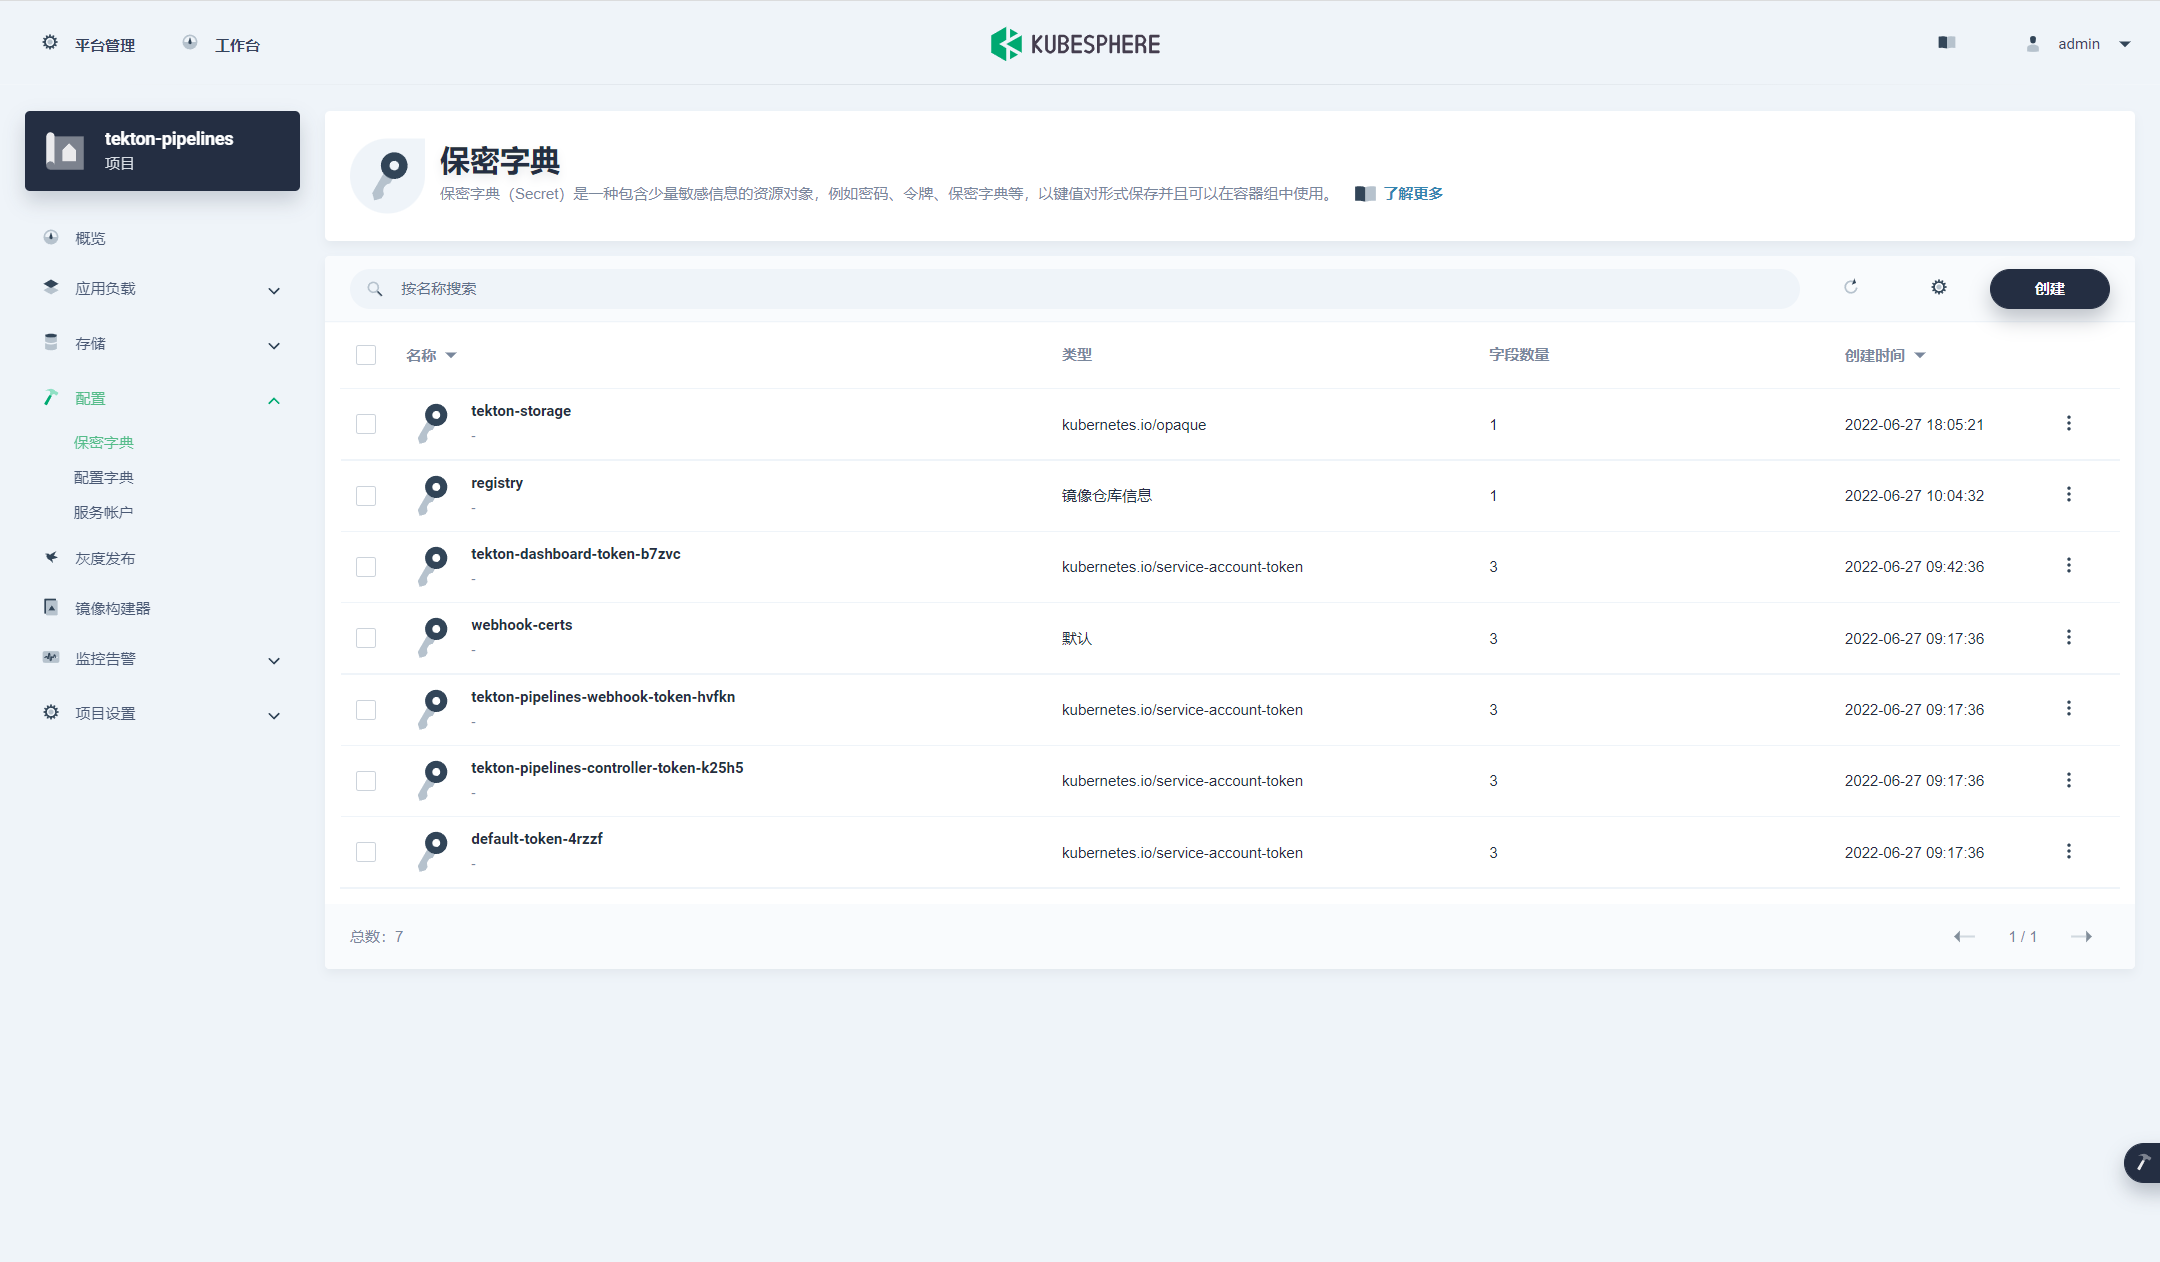 平台管理
工作台
KUBESPHERE
admin
tekton-pipelines
项目
概览
应用负载
存储
配置
保密字典
配置字典
服务帐户
灰度发布
镜像构建器
监控告警
项目设置
保密字典
保密字典（Secret）是一种包含少量敏感信息的资源对象，例如密码、令牌、保密字典等，以键值对形式保存并且可以在容器组中使用。 了解更多
按名称搜索
创建
名称 类型 字段数量 创建时间
tekton-storage
-
kubernetes.io/opaque 1 2022-06-27 18:05:21
registry
-
镜像仓库信息 1 2022-06-27 10:04:32
tekton-dashboard-token-b7zvc
-
kubernetes.io/service-account-token 3 2022-06-27 09:42:36
webhook-certs
-
默认 3 2022-06-27 09:17:36
tekton-pipelines-webhook-token-hvfkn
-
kubernetes.io/service-account-token 3 2022-06-27 09:17:36
tekton-pipelines-controller-token-k25h5
-
kubernetes.io/service-account-token 3 2022-06-27 09:17:36
default-token-4rzzf
-
kubernetes.io/service-account-token 3 2022-06-27 09:17:36
总数：7
1 / 1